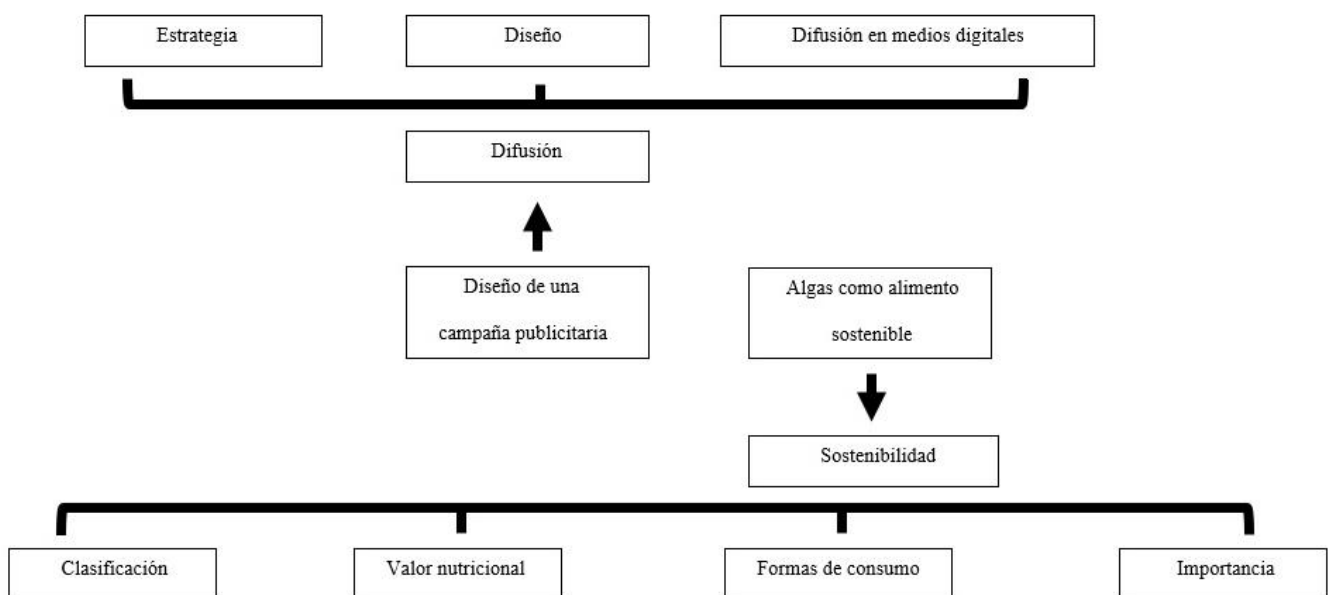 Estrategia
Diseño
Difusión en medios digitales
Difusión
Diseño de una
campaña publicitaria
Algas como alimento
sostenible
Sostenibilidad
Clasificación
Valor nutricional
Formas de consumo
Importancia